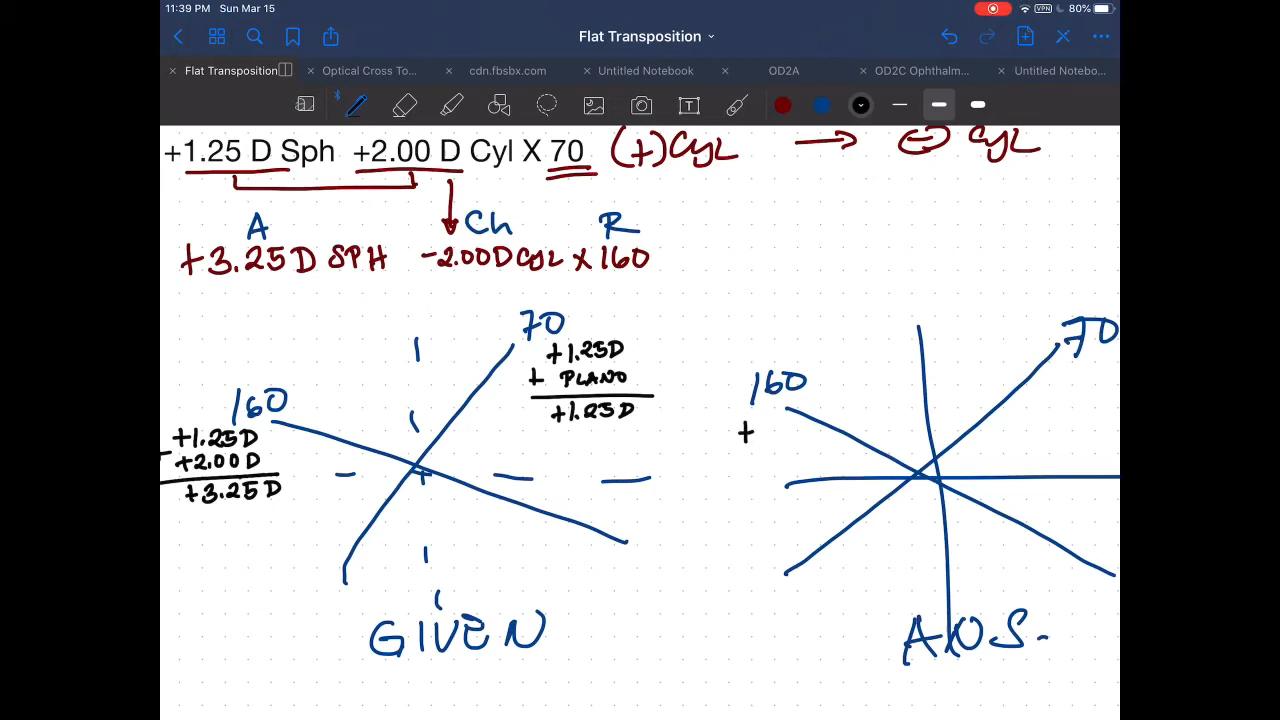 11:39 PM Sun Mar 15
VPN 80%
Flat Transposition
Flat Transposition
Optical Cross To...
cdn.fbsbx.com
Untitled Notebook
OD2A
OD2C Ophthalm...
Untitled Notebo...
+1.25 D Sph +2.00 D Cyl X 70 (+) Cyl → (-) Cyl
A Ch R
+3.25D SPH -2.00D Cyl x 160
70
+1.25D
+ PLANO
+1.25D
160
+1.25D
+2.00D
+3.25D
GIVEN
70
160
+
A.O.S.